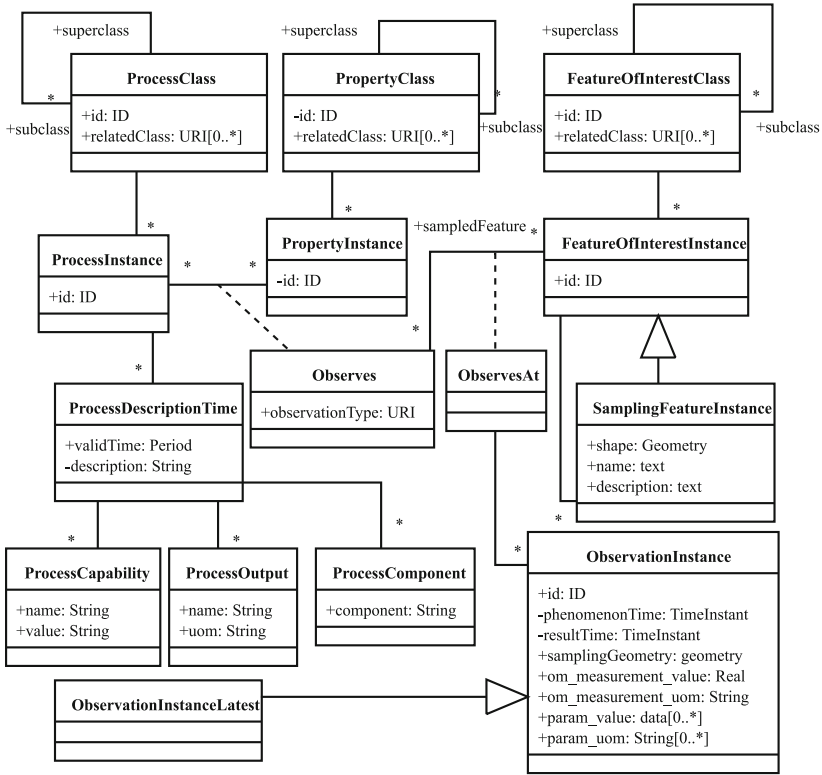 +superclass
+superclass
+superclass
ProcessClass
PropertyClass
FeatureOfInterestClass
*
*
*
+id: ID
-id: ID
+id: ID
+subclass
+relatedClass: URI[0..*]
+relatedClass: URI[0..*]
+subclass
+relatedClass: URI[0..*]
+subclass
*
*
*
+sampledFeature
*
ProcessInstance
PropertyInstance
FeatureOfInterestInstance
*
*
+id: ID
-id: ID
+id: ID
*
*
Observes
ObservesAt
ProcessDescriptionTime
+observationType: URI
SamplingFeatureInstance
+validTime: Period
-description: String
+shape: Geometry
+name: text
+description: text
*
*
*
*
*
ProcessCapability
ProcessOutput
ProcessComponent
ObservationInstance
+name: String
+value: String
+name: String
+uom: String
+component: String
+id: ID
-phenomenonTime: TimeInstant
-resultTime: TimeInstant
+samplingGeometry: geometry
+om_measurement_value: Real
+om_measurement_uom: String
+param_value: data[0..*]
+param_uom: String[0..*]
ObservationInstanceLatest